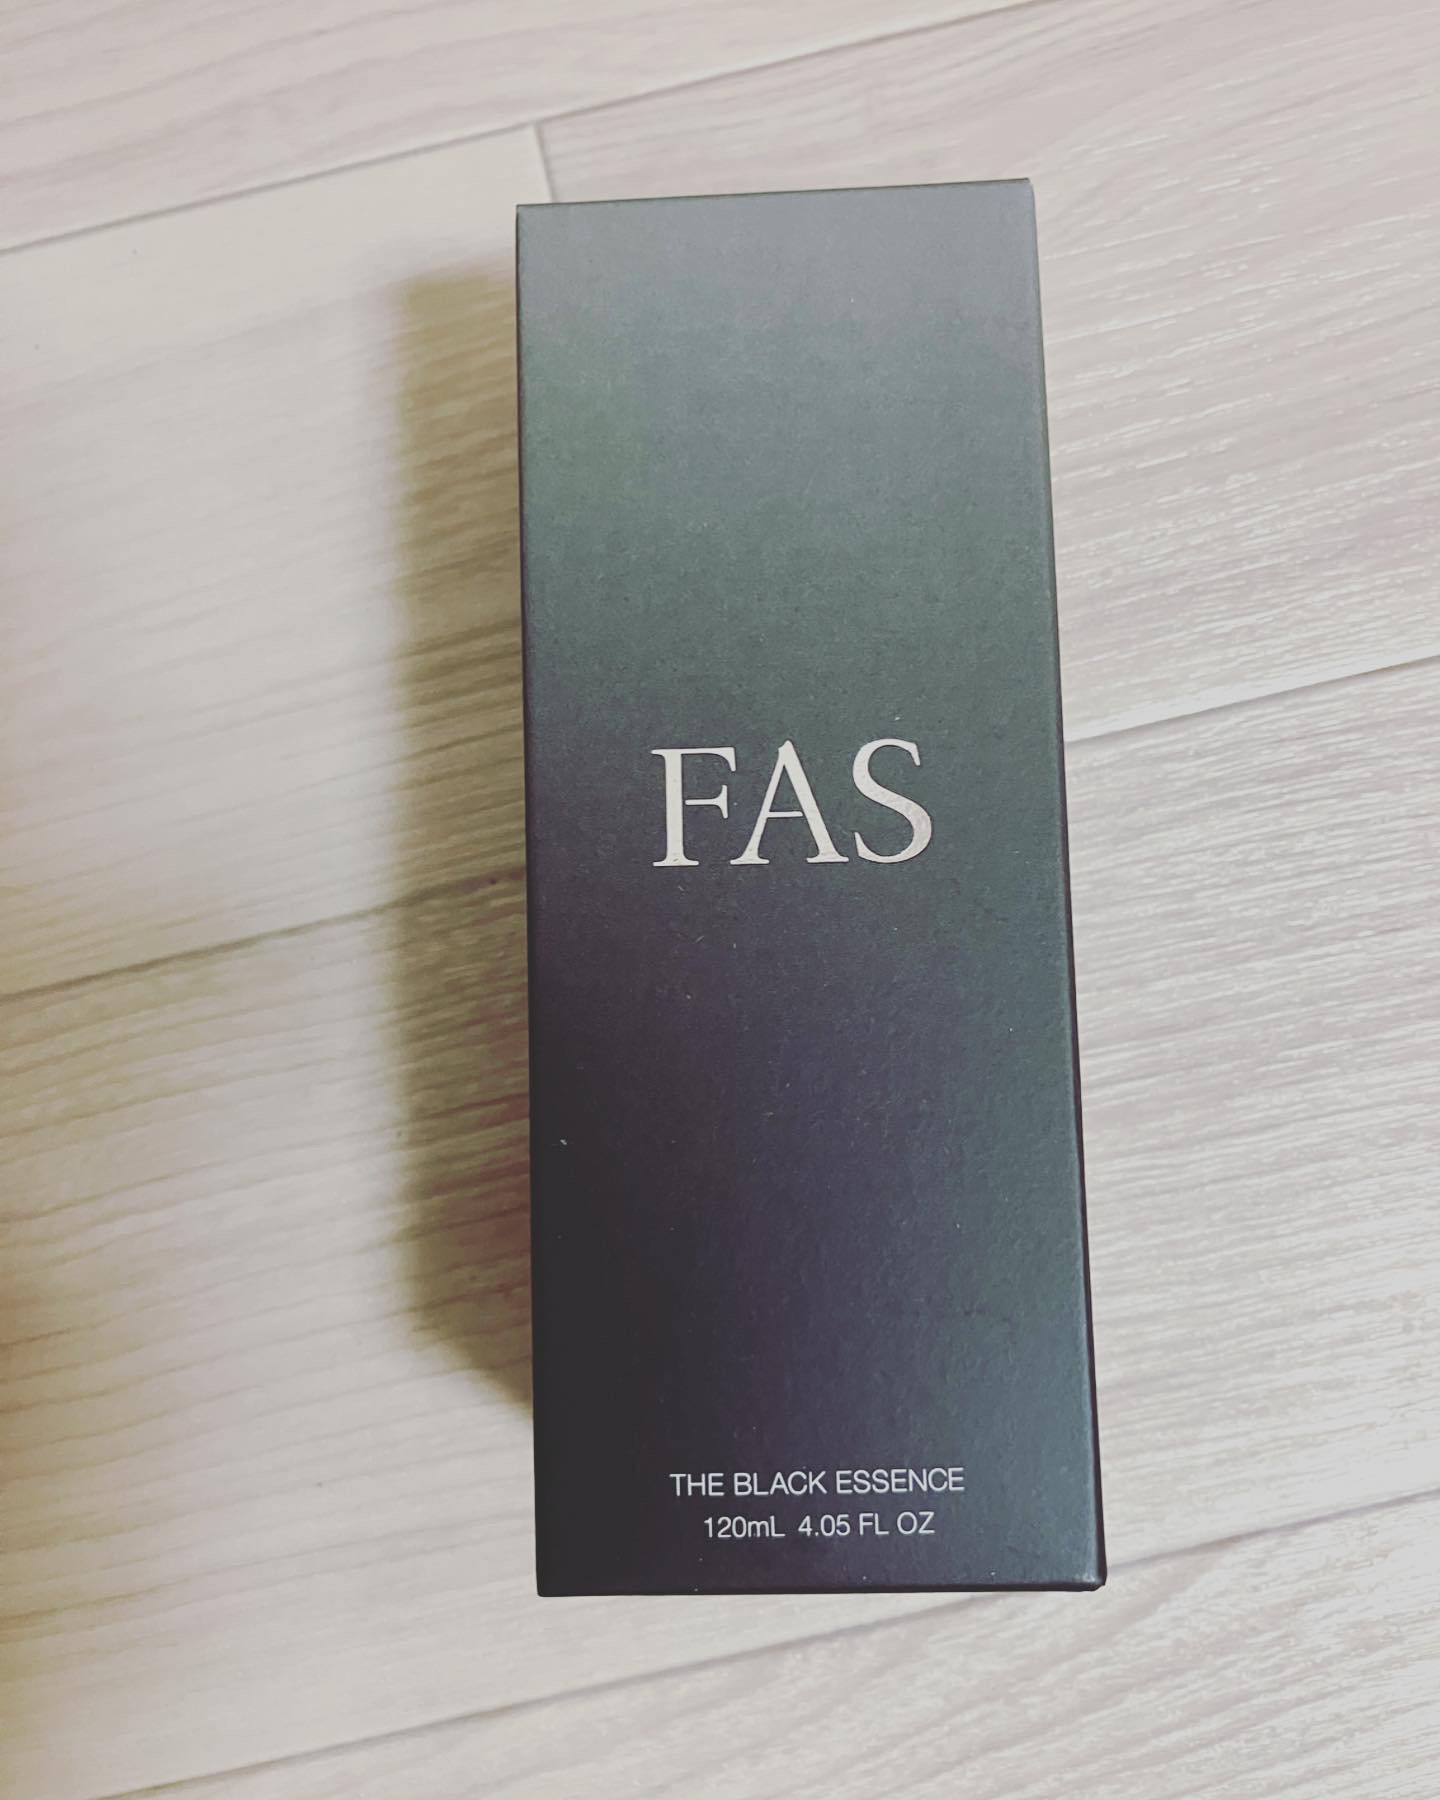 FAS
THE BLACK ESSENCE
120mL 4.05 FL OZ